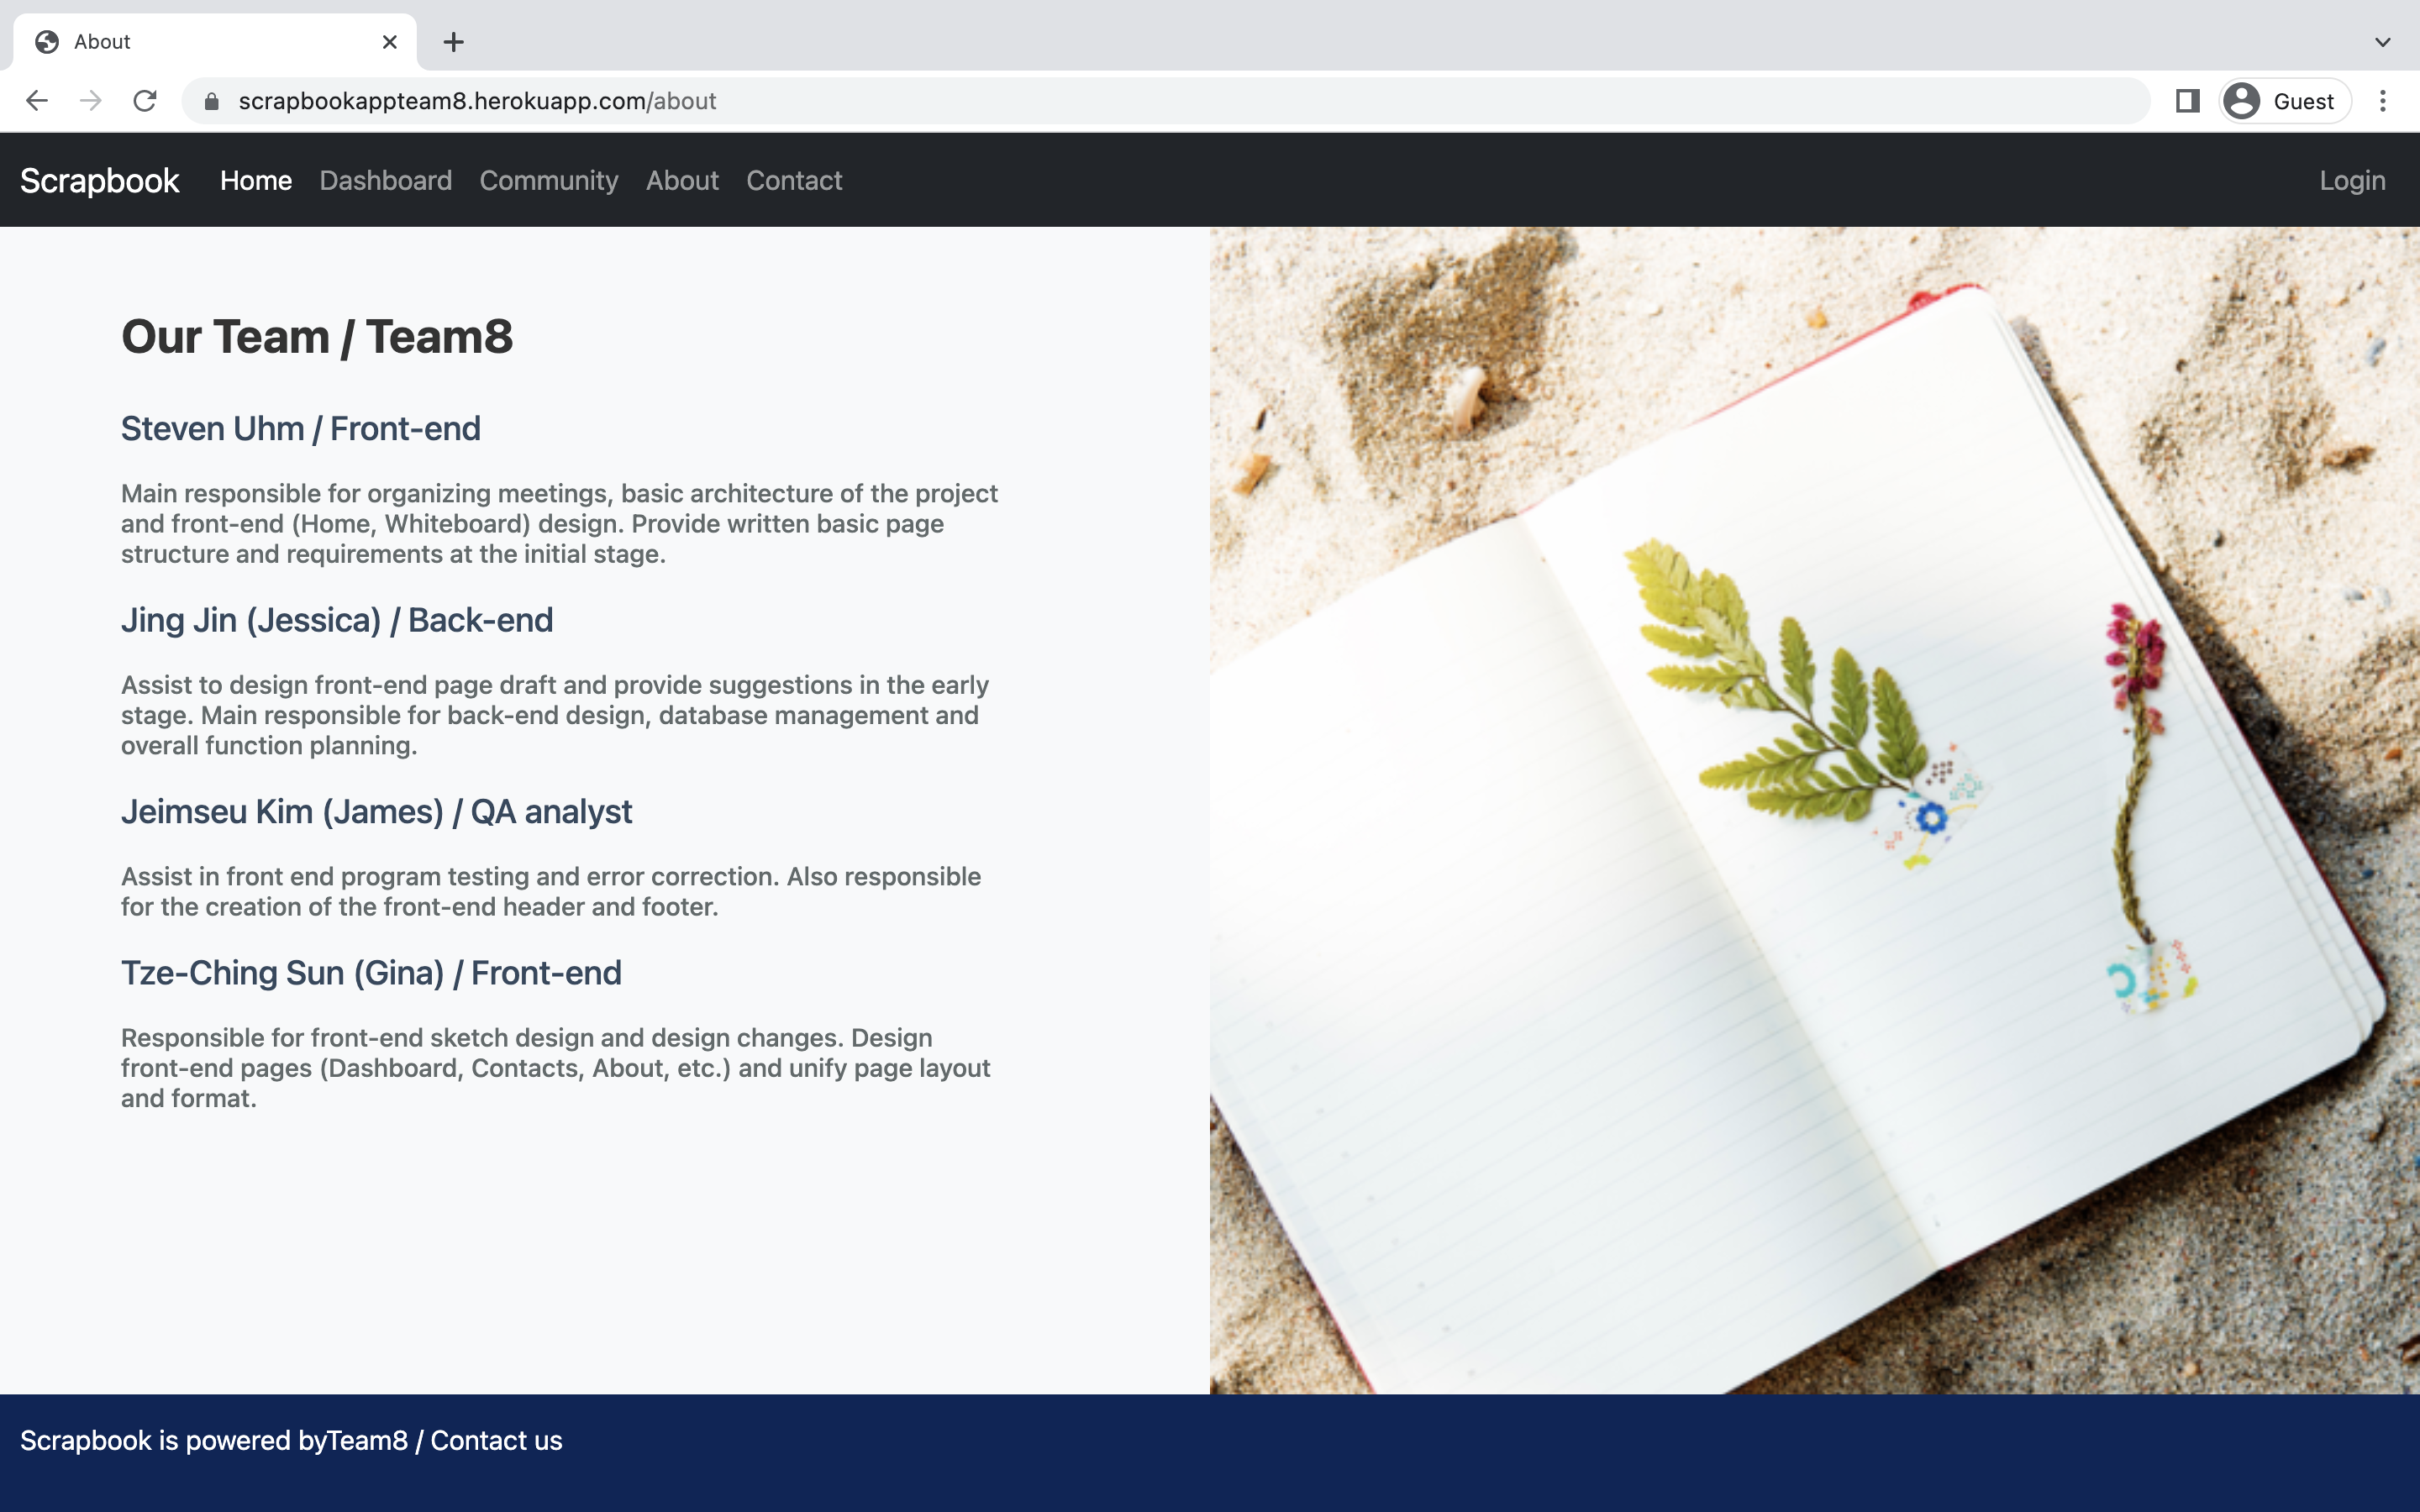 About
scrapbookappteam8.herokuapp.com/about
Guest
Scrapbook Home Dashboard Community About Contact Login
Our Team / Team8
Steven Uhm / Front-end
Main responsible for organizing meetings, basic architecture of the project
and front-end (Home, Whiteboard) design. Provide written basic page
structure and requirements at the initial stage.
Jing Jin (Jessica) / Back-end
Assist to design front-end page draft and provide suggestions in the early
stage. Main responsible for back-end design, database management and
overall function planning.
Jeimseu Kim (James) / QA analyst
Assist in front end program testing and error correction. Also responsible
for the creation of the front-end header and footer.
Tze-Ching Sun (Gina) / Front-end
Responsible for front-end sketch design and design changes. Design
front-end pages (Dashboard, Contacts, About, etc.) and unify page layout
and format.
Scrapbook is powered byTeam8 / Contact us